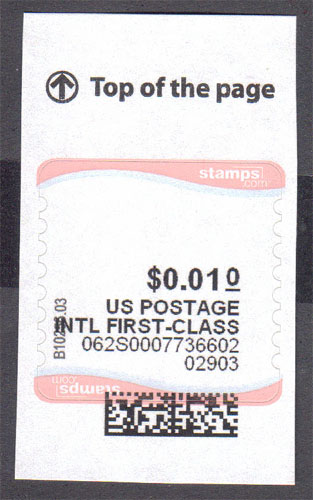 Top of the page
stamps
.com
$0.010
US POSTAGE
INTL FIRST-CLASS
062S0007736602
02903
stamps
.com